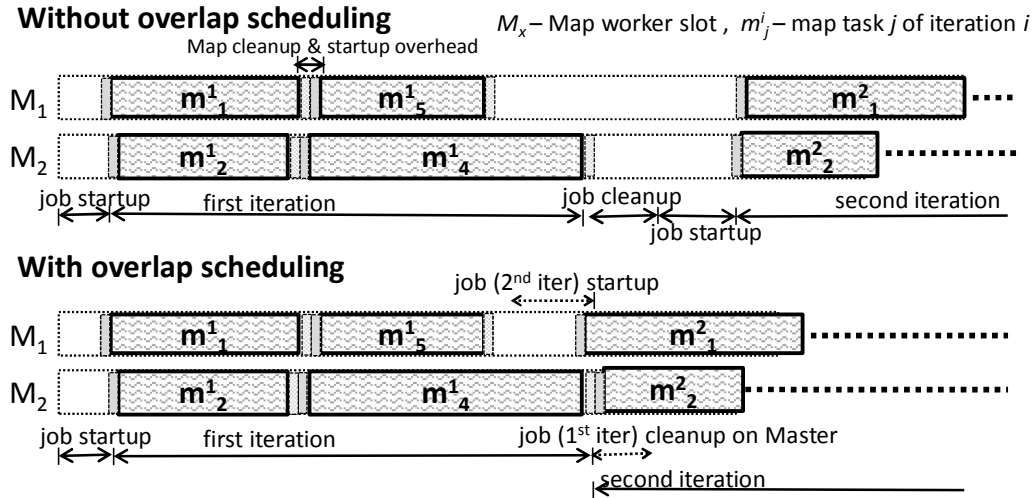 Without overlap scheduling
Mₓ – Map worker slot , mⁱⱼ – map task j of iteration i
Map cleanup & startup overhead
M₁ m¹₁ m¹₅ m²₁
M₂ m¹₂ m¹₄ m²₂
job startup first iteration job cleanup second iteration
job startup
With overlap scheduling
job (2ⁿᵈ iter) startup
M₁ m¹₁ m¹₅ m²₁
M₂ m¹₂ m¹₄ m²₂
job startup first iteration job (1ˢᵗ iter) cleanup on Master
second iteration